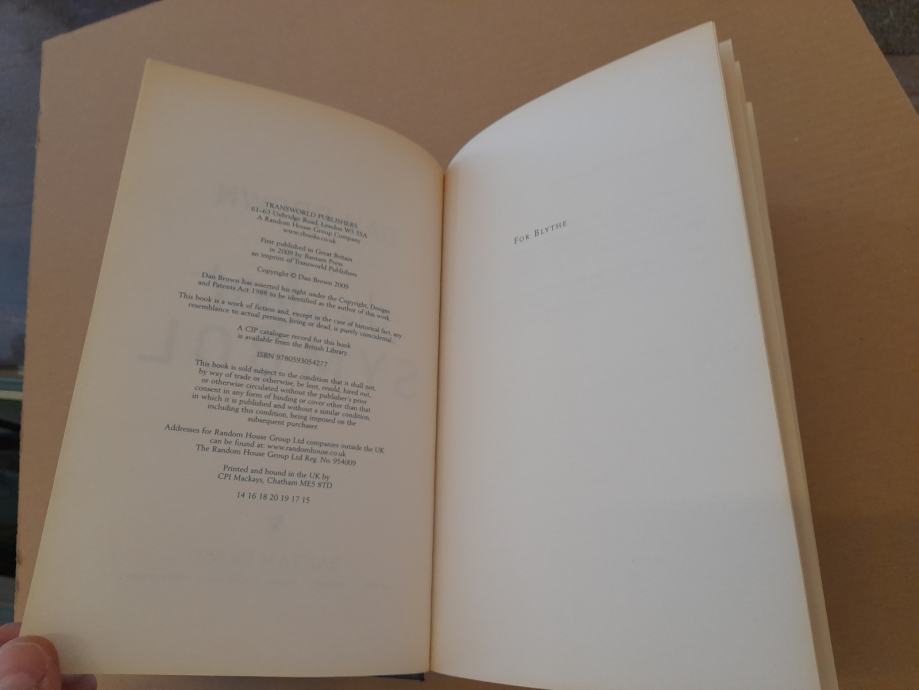 TRANSWORLD PUBLISHERS
61–63 Uxbridge Road, London W5 5SA
A Random House Group Company
www.rbooks.co.uk
First published in Great Britain
in 2009 by Bantam Press
an imprint of Transworld Publishers
Copyright © Dan Brown 2009
Dan Brown has asserted his right under the Copyright, Designs
and Patents Act 1988 to be identified as the author of this work.
This book is a work of fiction and, except in the case of historical fact, any
resemblance to actual persons, living or dead, is purely coincidental.
A CIP catalogue record for this book
is available from the British Library.
ISBN 9780593054277
This book is sold subject to the condition that it shall not,
by way of trade or otherwise, be lent, resold, hired out,
or otherwise circulated without the publisher's prior
consent in any form of binding or cover other than that
in which it is published and without a similar condition,
including this condition, being imposed on the
subsequent purchaser.
Addresses for Random House Group Ltd companies outside the UK
can be found at: www.randomhouse.co.uk
The Random House Group Ltd Reg. No. 954009
Printed and bound in the UK by
CPI Mackays, Chatham ME5 8TD
14 16 18 20 19 17 15
FOR BLYTHE